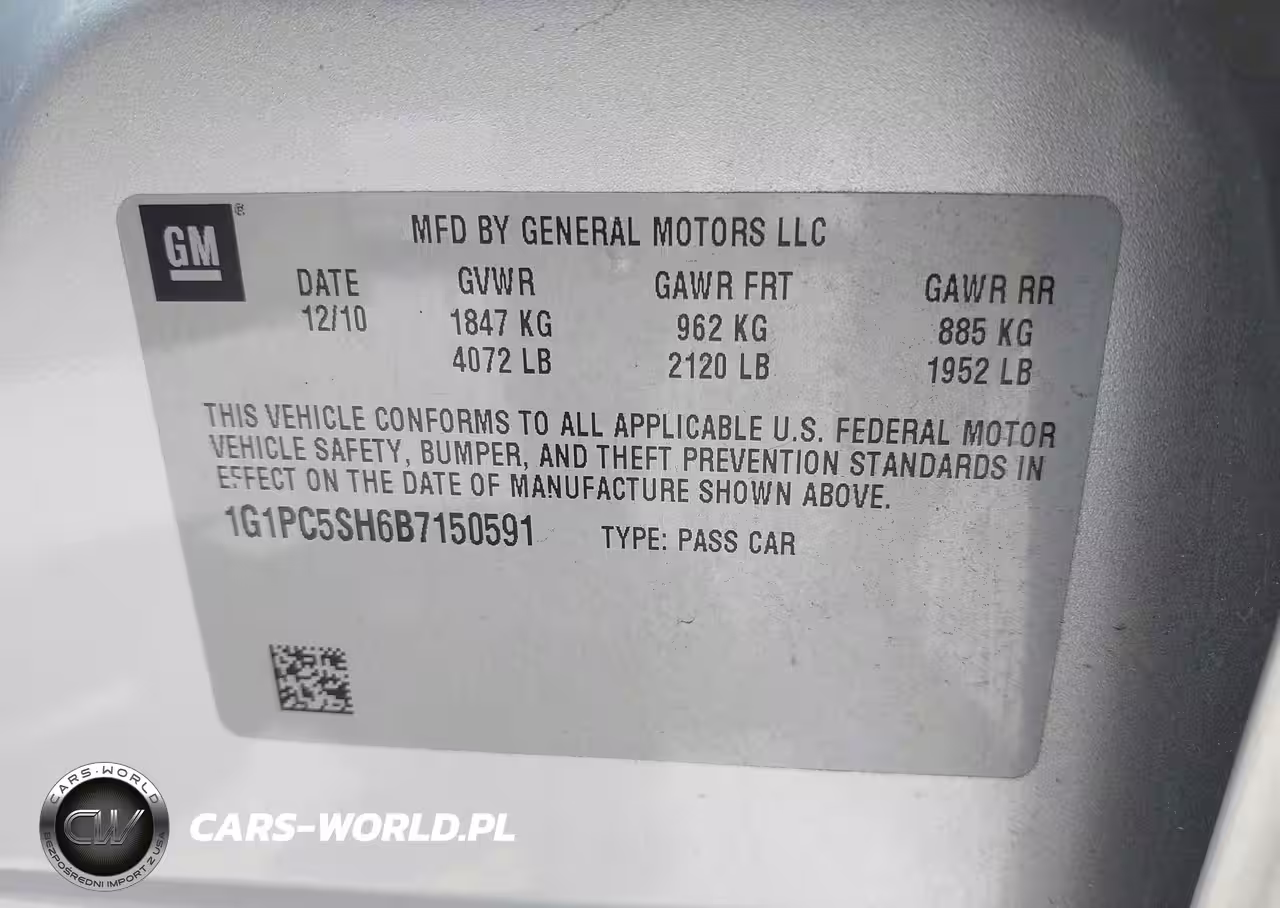 GM ®
MFD BY GENERAL MOTORS LLC
DATE GVWR GAWR FRT GAWR RR
12/10 1847 KG 962 KG 885 KG
4072 LB 2120 LB 1952 LB
THIS VEHICLE CONFORMS TO ALL APPLICABLE U.S. FEDERAL MOTOR
VEHICLE SAFETY, BUMPER, AND THEFT PREVENTION STANDARDS IN
EFFECT ON THE DATE OF MANUFACTURE SHOWN ABOVE.
1G1PC5SH6B7150591 TYPE: PASS CAR
CARS-WORLD
CW
BEZPOŚREDNI IMPORT Z USA
CARS-WORLD.PL